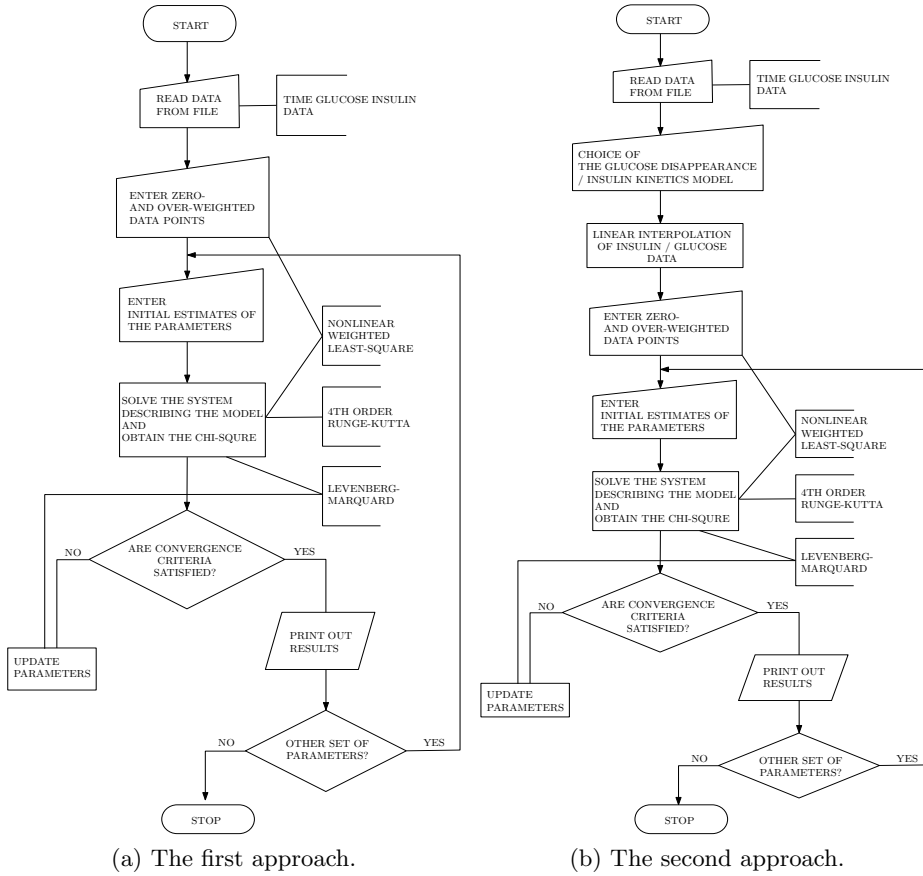 START
READ DATA
FROM FILE
TIME GLUCOSE INSULIN
DATA
ENTER ZERO-
AND OVER-WEIGHTED
DATA POINTS
ENTER
INITIAL ESTIMATES OF
THE PARAMETERS
NONLINEAR
WEIGHTED
LEAST-SQUARE
SOLVE THE SYSTEM
DESCRIBING THE MODEL
AND
OBTAIN THE CHI-SQURE
4TH ORDER
RUNGE-KUTTA
LEVENBERG-
MARQUARD
NO
ARE CONVERGENCE
CRITERIA
SATISFIED?
YES
PRINT OUT
RESULTS
UPDATE
PARAMETERS
NO
OTHER SET OF
PARAMETERS?
YES
STOP
(a) The first approach.
START
READ DATA
FROM FILE
TIME GLUCOSE INSULIN
DATA
CHOICE OF
THE GLUCOSE DISAPPEARANCE
/ INSULIN KINETICS MODEL
LINEAR INTERPOLATION
OF INSULIN / GLUCOSE
DATA
ENTER ZERO-
AND OVER-WEIGHTED
DATA POINTS
ENTER
INITIAL ESTIMATES OF
THE PARAMETERS
NONLINEAR
WEIGHTED
LEAST-SQUARE
SOLVE THE SYSTEM
DESCRIBING THE MODEL
AND
OBTAIN THE CHI-SQURE
4TH ORDER
RUNGE-KUTTA
LEVENBERG-
MARQUARD
NO
ARE CONVERGENCE
CRITERIA
SATISFIED?
YES
PRINT OUT
RESULTS
UPDATE
PARAMETERS
NO
OTHER SET OF
PARAMETERS?
YES
STOP
(b) The second approach.